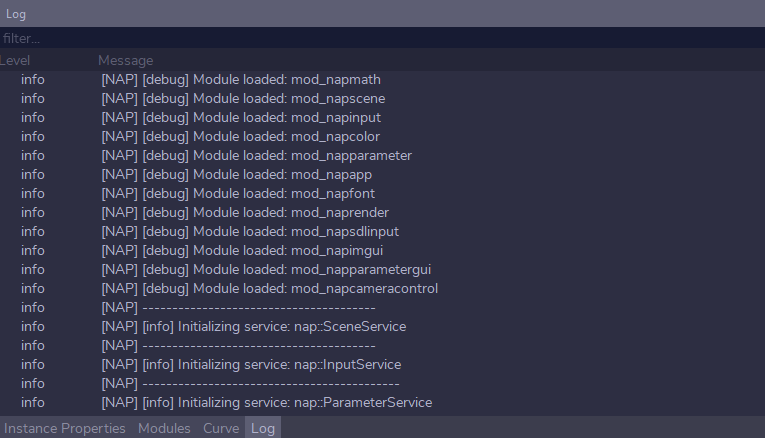 Log
filter...
Level Message
info [NAP] [debug] Module loaded: mod_napmath
info [NAP] [debug] Module loaded: mod_napscene
info [NAP] [debug] Module loaded: mod_napinput
info [NAP] [debug] Module loaded: mod_napcolor
info [NAP] [debug] Module loaded: mod_napparameter
info [NAP] [debug] Module loaded: mod_napapp
info [NAP] [debug] Module loaded: mod_napfont
info [NAP] [debug] Module loaded: mod_naprender
info [NAP] [debug] Module loaded: mod_napsdlinput
info [NAP] [debug] Module loaded: mod_napimgui
info [NAP] [debug] Module loaded: mod_napparametergui
info [NAP] [debug] Module loaded: mod_napcameracontrol
info [NAP] ---------------------------------------
info [NAP] [info] Initializing service: nap::SceneService
info [NAP] ---------------------------------------
info [NAP] [info] Initializing service: nap::InputService
info [NAP] -------------------------------------------
info [NAP] [info] Initializing service: nap::ParameterService
Instance Properties Modules Curve Log